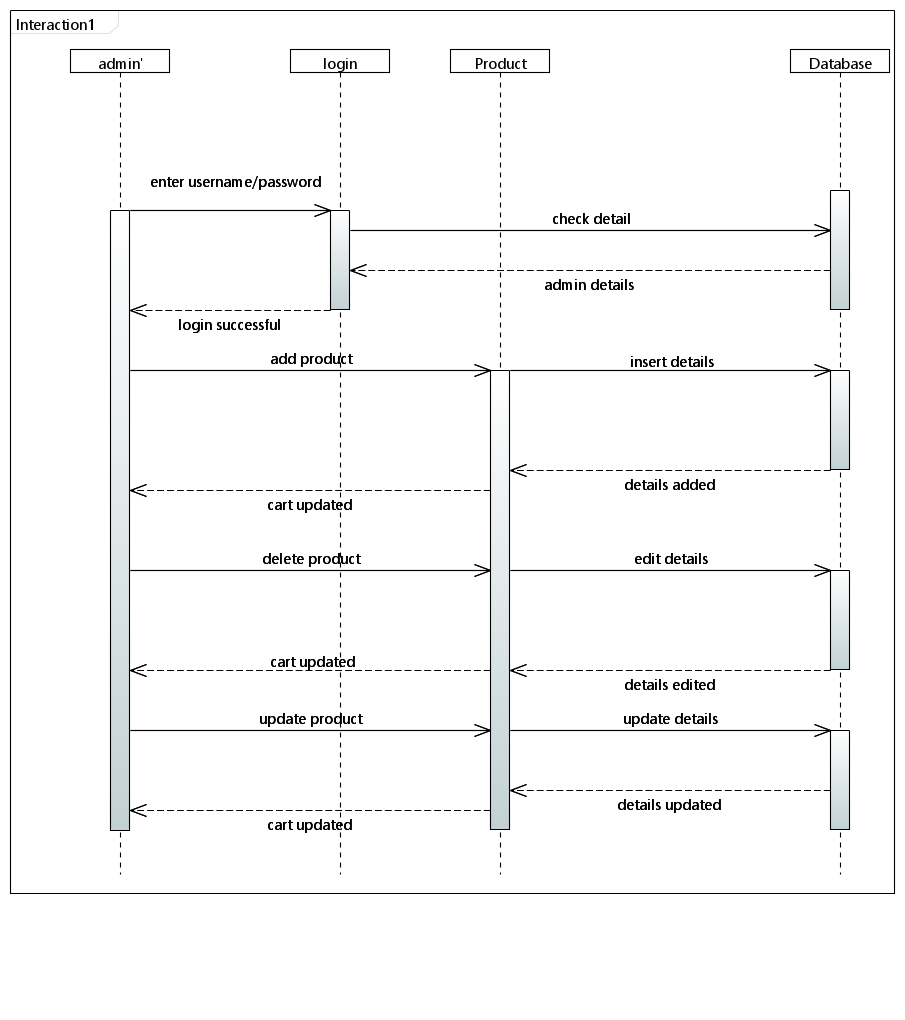 Interaction1
admin'
login
Product
Database
enter username/password
check detail
admin details
login successful
add product
insert details
details added
cart updated
delete product
edit details
cart updated
details edited
update product
update details
details updated
cart updated